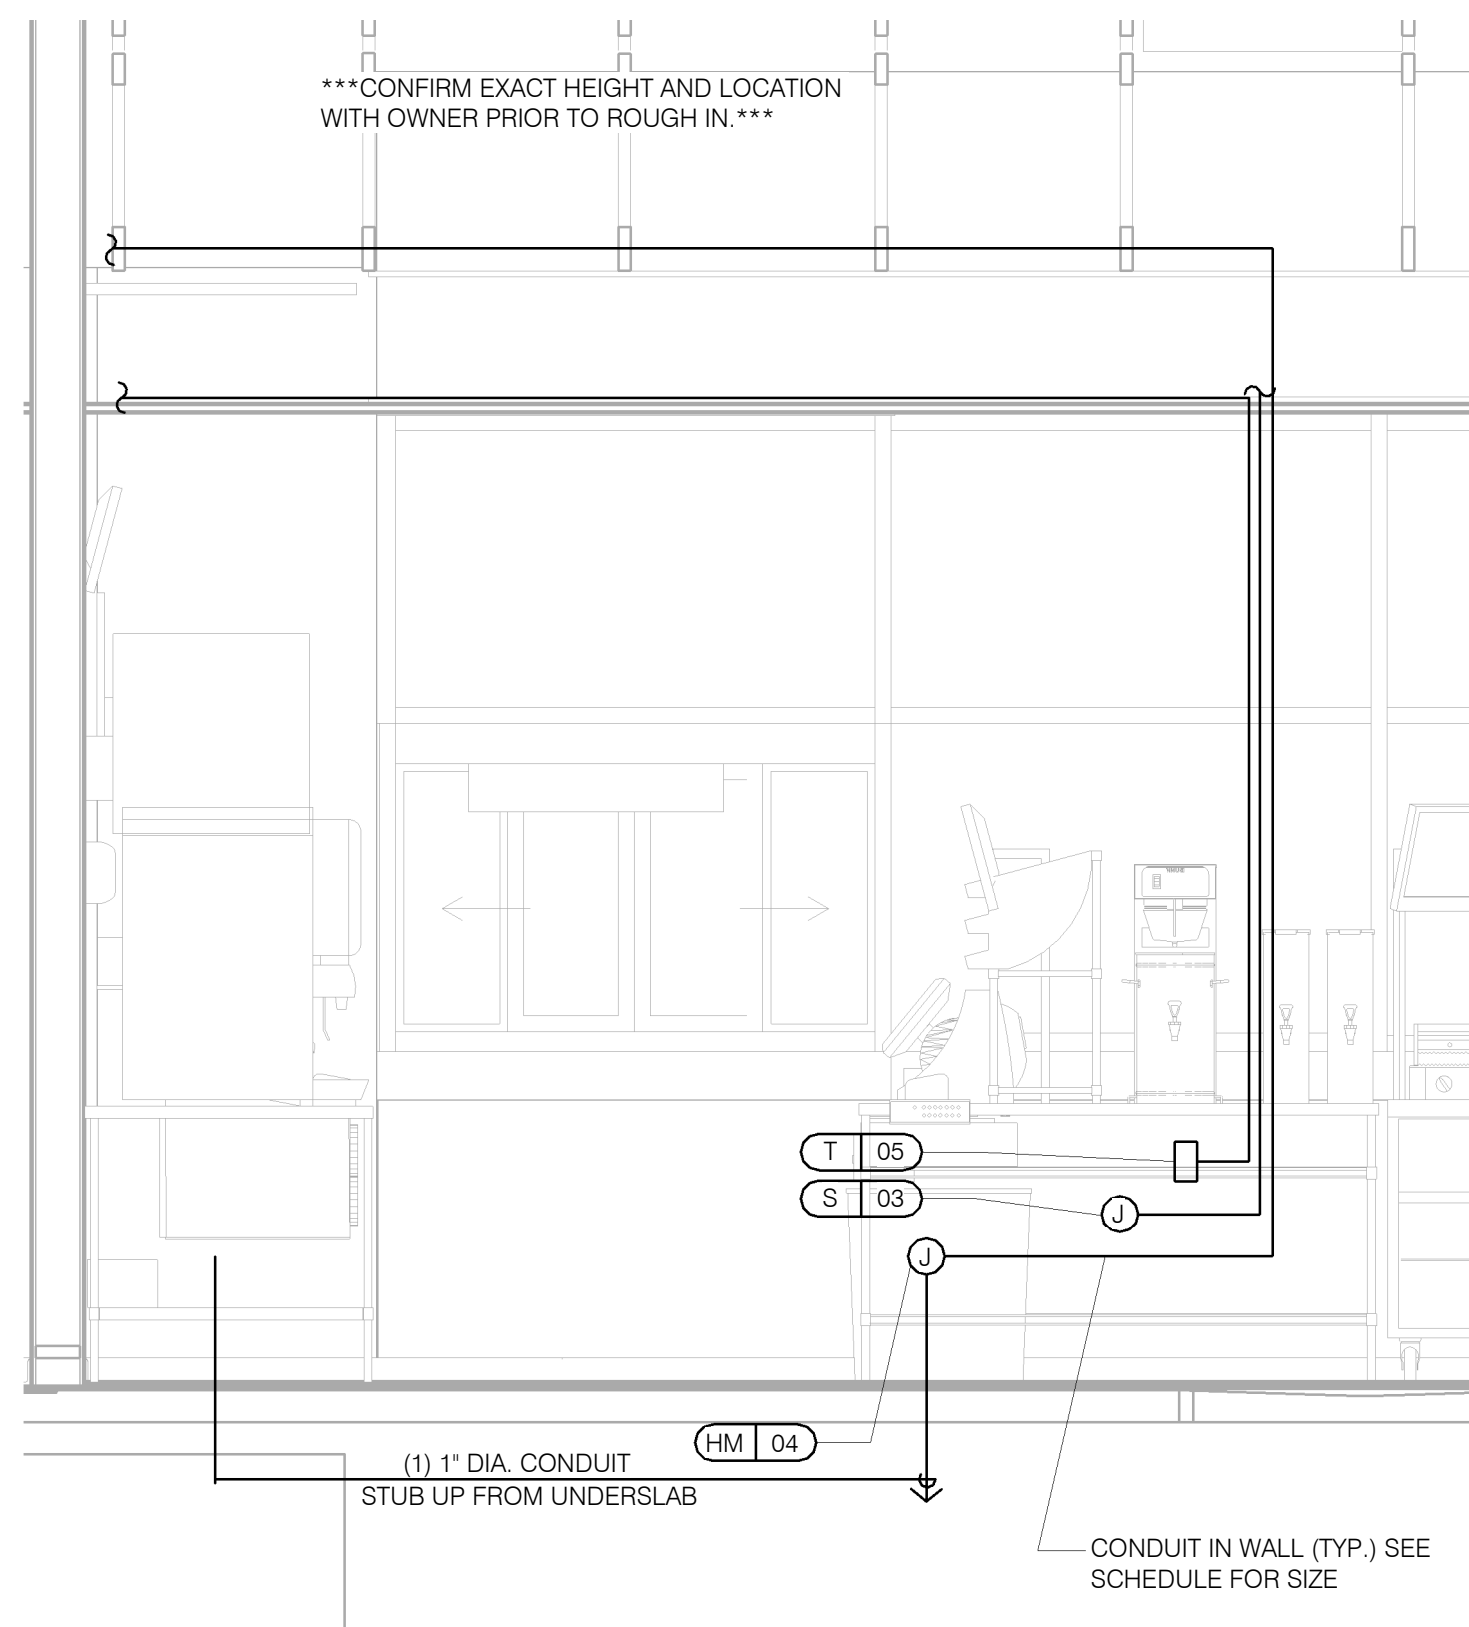 ***CONFIRM EXACT HEIGHT AND LOCATION
WITH OWNER PRIOR TO ROUGH IN.***
T 05
S 03
J
J
HM 04
(1) 1" DIA. CONDUIT
STUB UP FROM UNDERSLAB
CONDUIT IN WALL (TYP.) SEE
SCHEDULE FOR SIZE